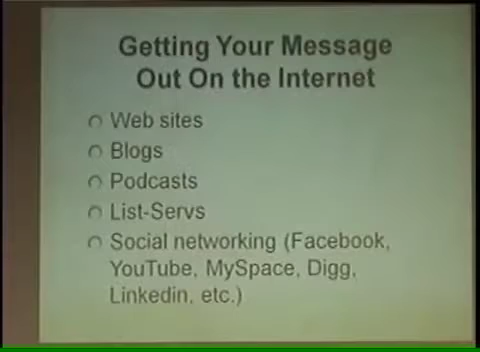 Getting Your Message
Out On the Internet
Web sites
Blogs
Podcasts
List-Servs
Social networking (Facebook,
YouTube, MySpace, Digg,
Linkedin, etc.)